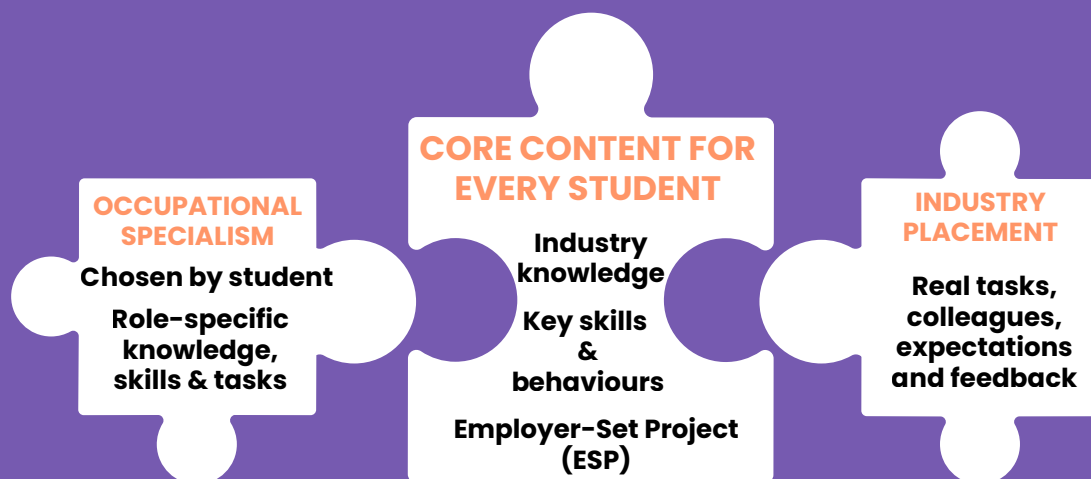 OCCUPATIONAL
SPECIALISM
Chosen by student
Role-specific
knowledge,
skills & tasks
CORE CONTENT FOR
EVERY STUDENT
Industry
knowledge
Key skills
&
behaviours
Employer-Set Project
(ESP)
INDUSTRY
PLACEMENT
Real tasks,
colleagues,
expectations
and feedback